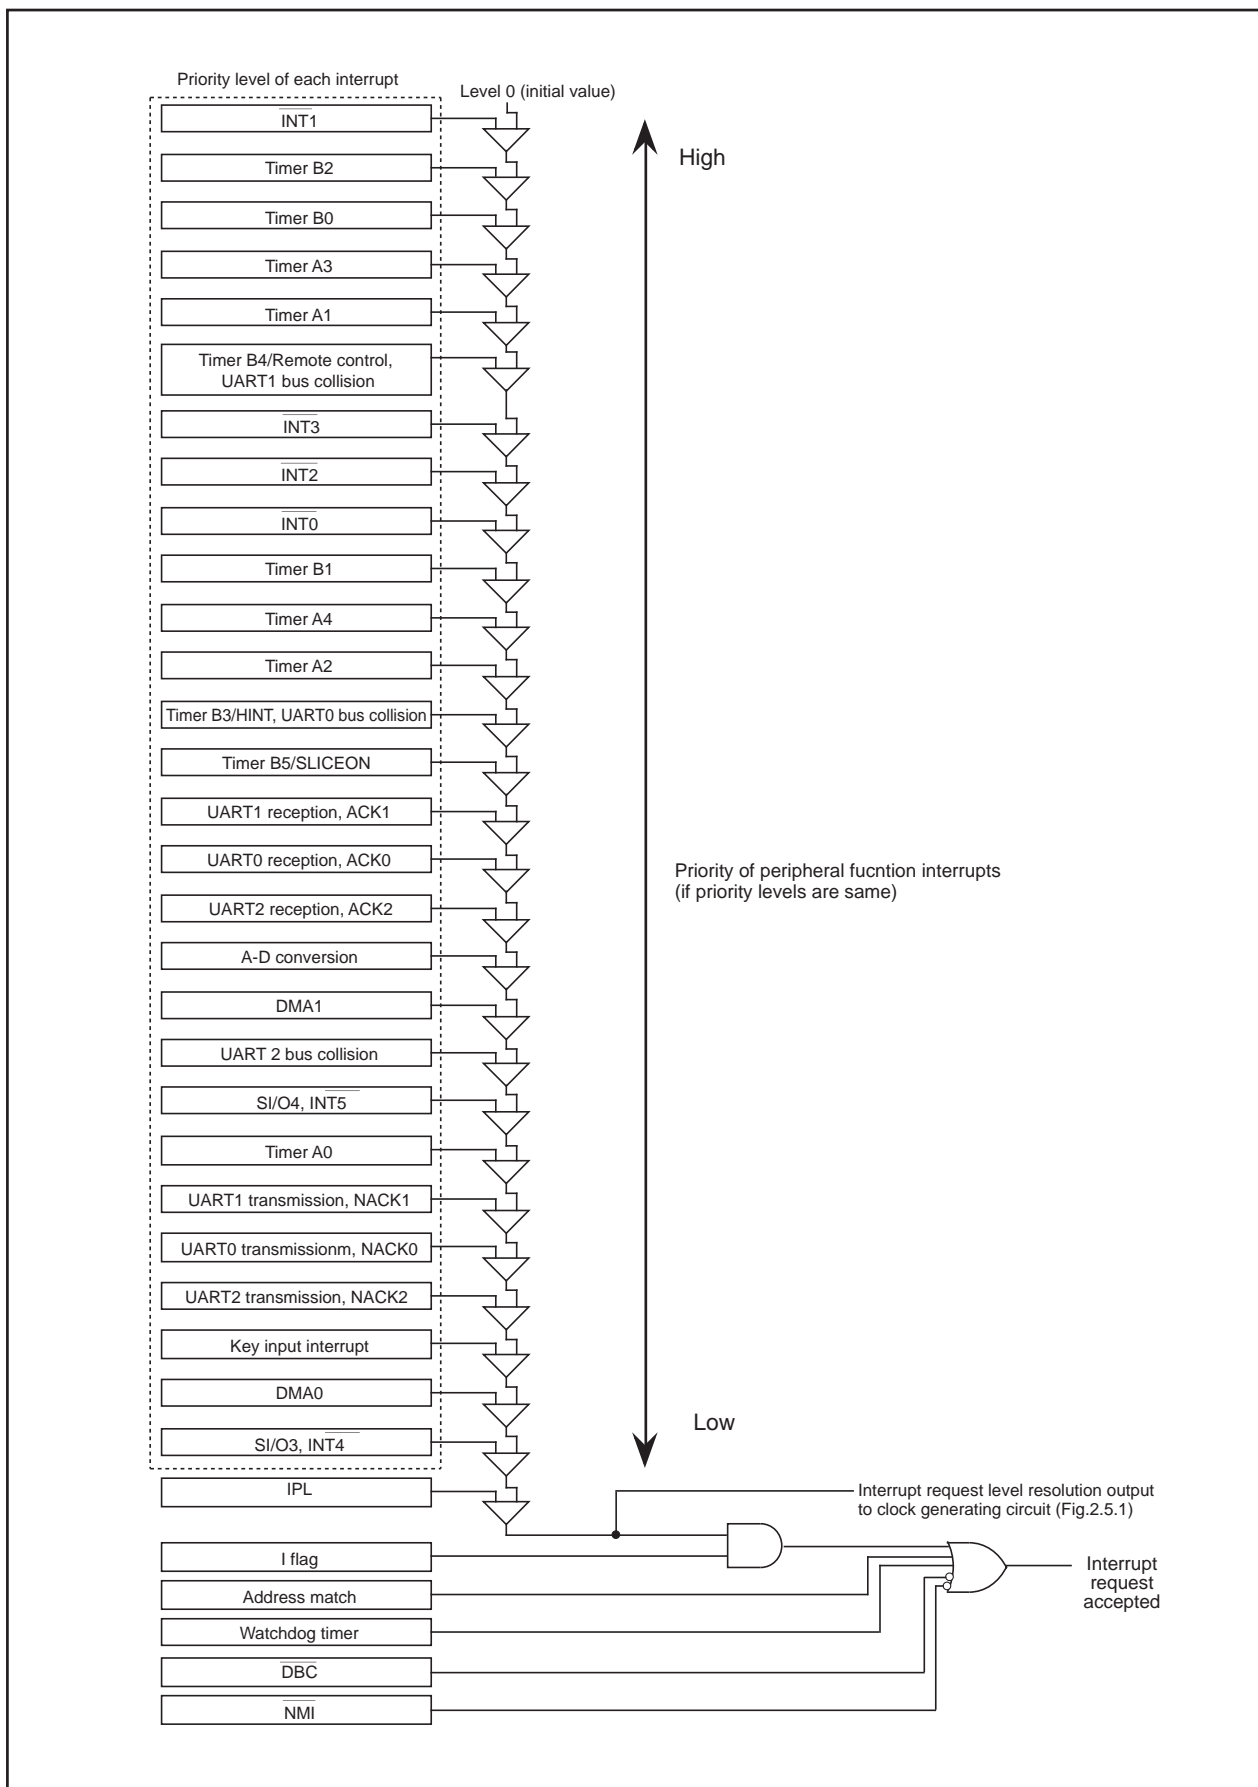 Priority level of each interrupt
Level 0 (initial value)
INT1
High
Timer B2
Timer B0
Timer A3
Timer A1
Timer B4/Remote control,
UART1 bus collision
INT3
INT2
INT0
Timer B1
Timer A4
Timer A2
Timer B3/HINT, UART0 bus collision
Timer B5/SLICEON
UART1 reception, ACK1
UART0 reception, ACK0
Priority of peripheral fucntion interrupts
(if priority levels are same)
UART2 reception, ACK2
A-D conversion
DMA1
UART 2 bus collision
SI/O4, INT5
Timer A0
UART1 transmission, NACK1
UART0 transmissionm, NACK0
UART2 transmission, NACK2
Key input interrupt
DMA0
Low
SI/O3, INT4
IPL
Interrupt request level resolution output
to clock generating circuit (Fig.2.5.1)
I flag
Interrupt
request
accepted
Address match
Watchdog timer
DBC
NMI